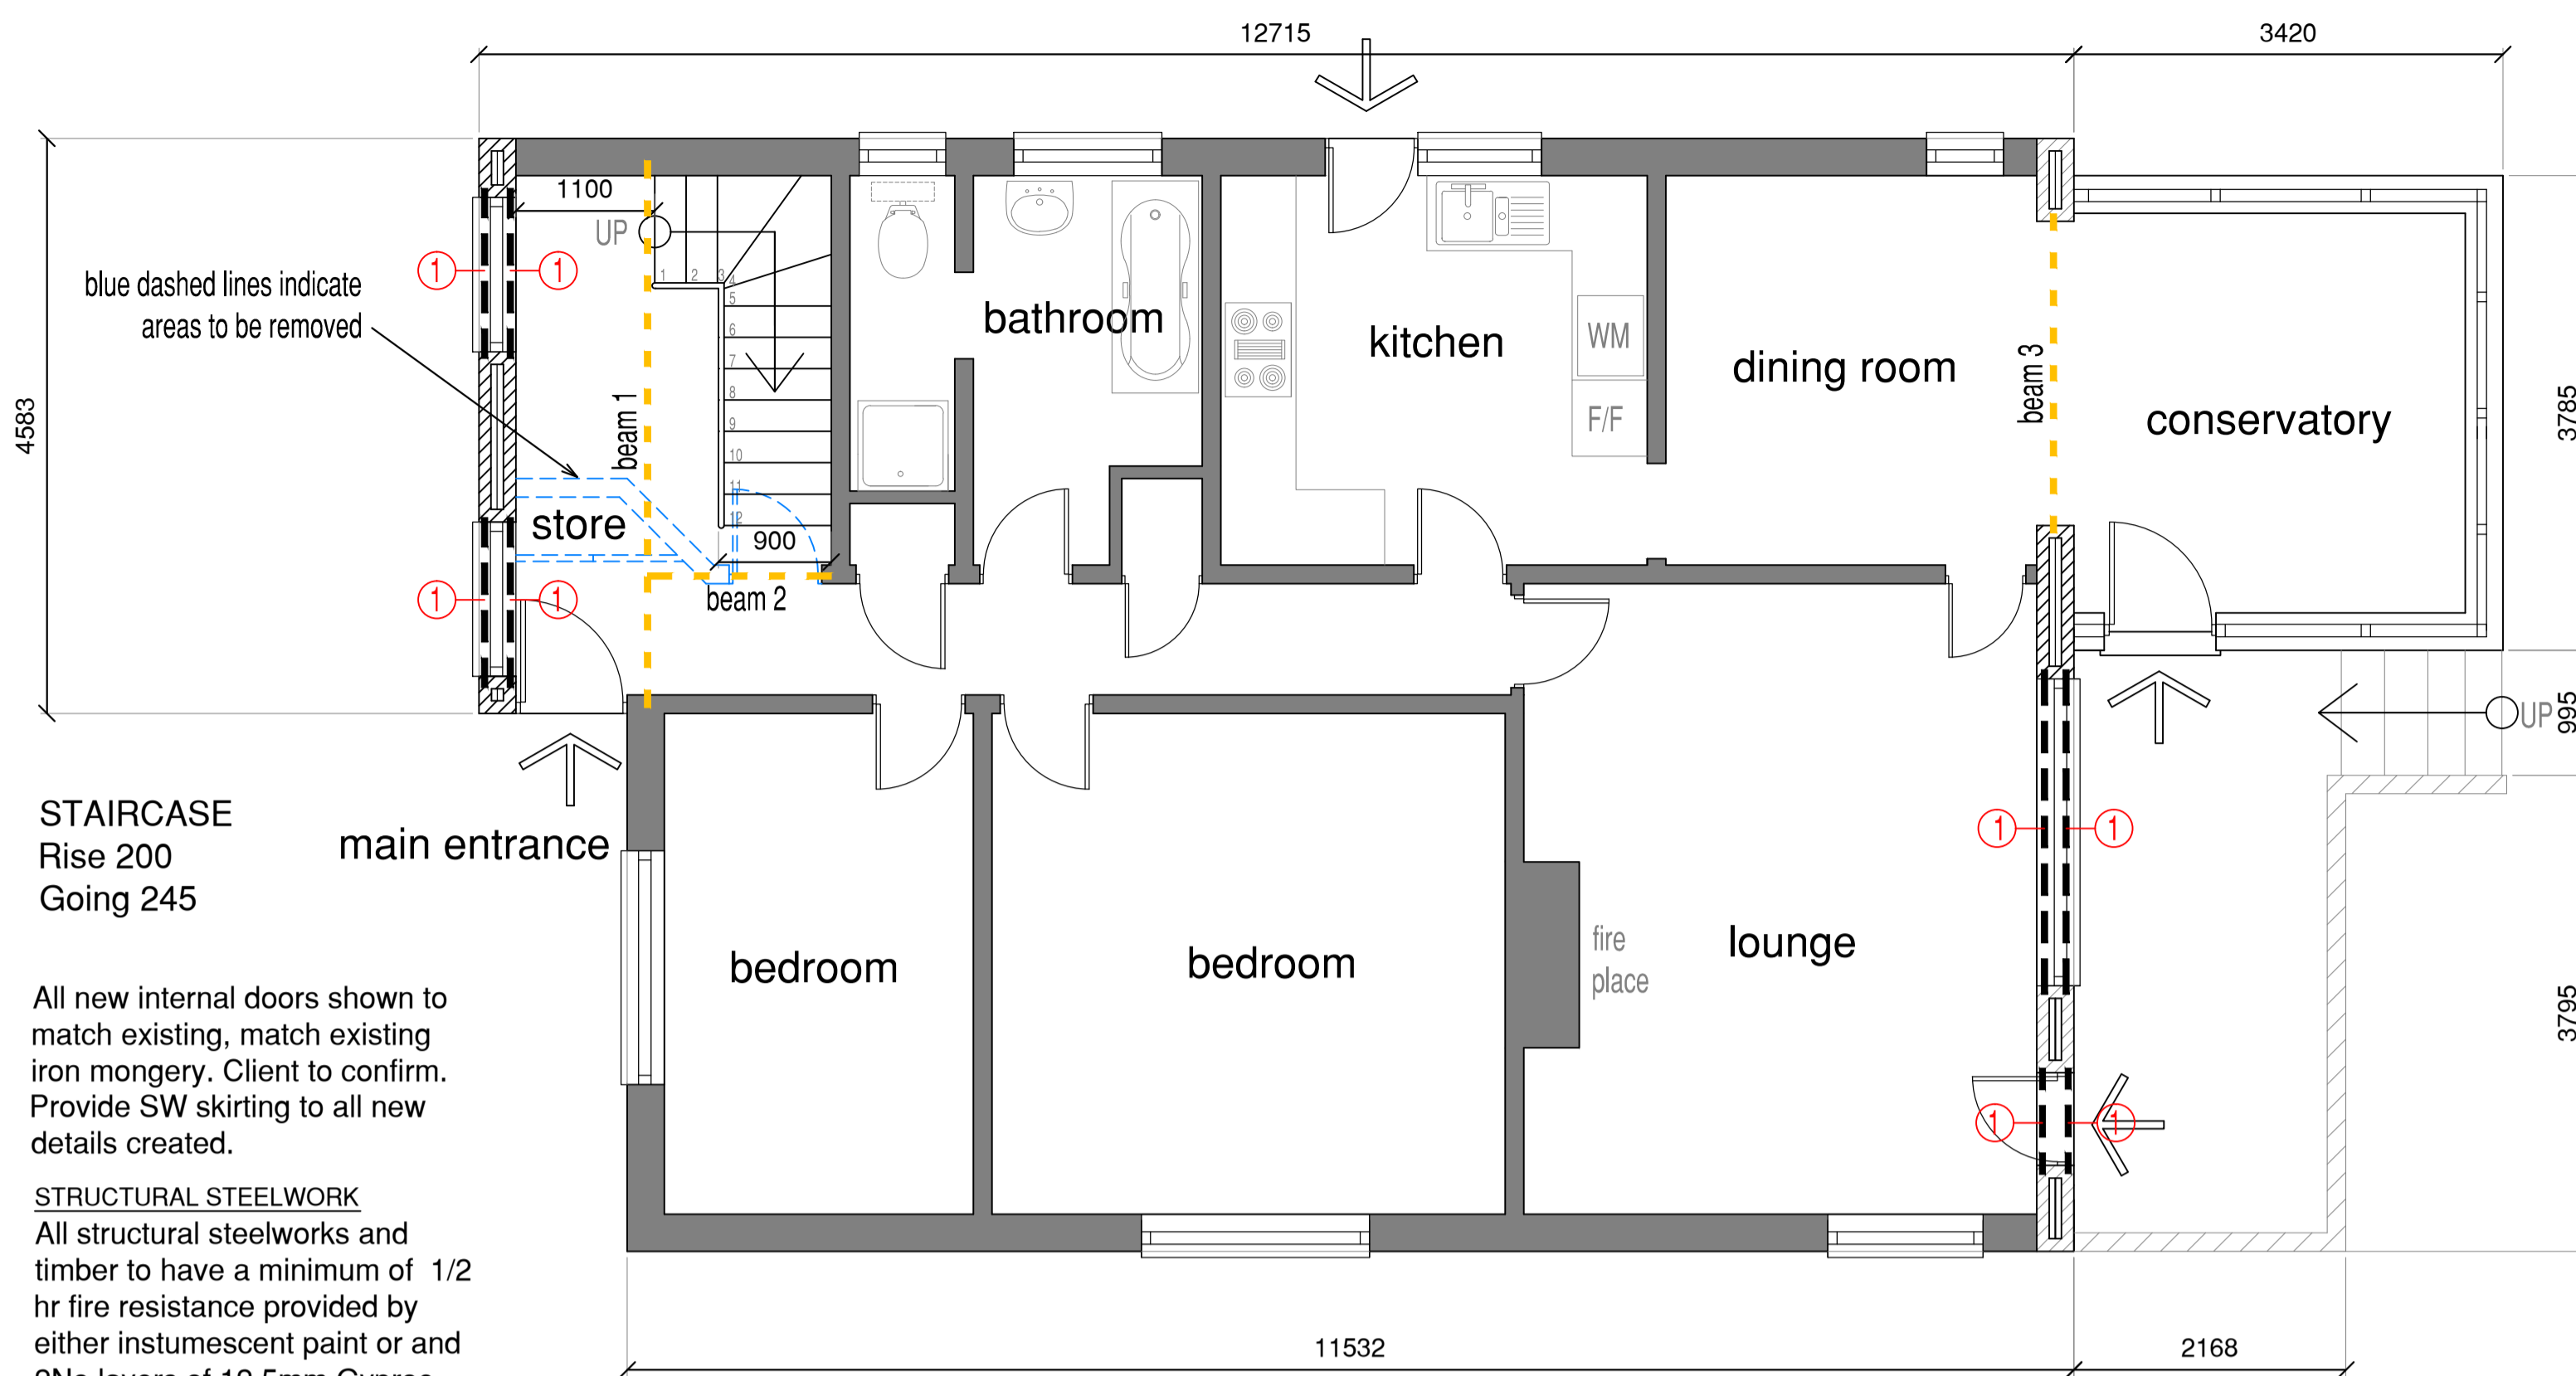 12715
3420
4583
1100
UP
1
2
3
4
5
6
7
8
9
10
11
12
900
blue dashed lines indicate
areas to be removed
1
1
1
1
store
beam 1
beam 2
bathroom
kitchen
WM
F/F
dining room
beam 3
conservatory
3785
995
UP
3795
main entrance
bedroom
bedroom
fire
place
lounge
1
1
1
1
STAIRCASE
Rise 200
Going 245
All new internal doors shown to
match existing, match existing
iron mongery. Client to confirm.
Provide SW skirting to all new
details created.
STRUCTURAL STEELWORK
All structural steelworks and
timber to have a minimum of 1/2
hr fire resistance provided by
either instumescent paint or and
11532
2168